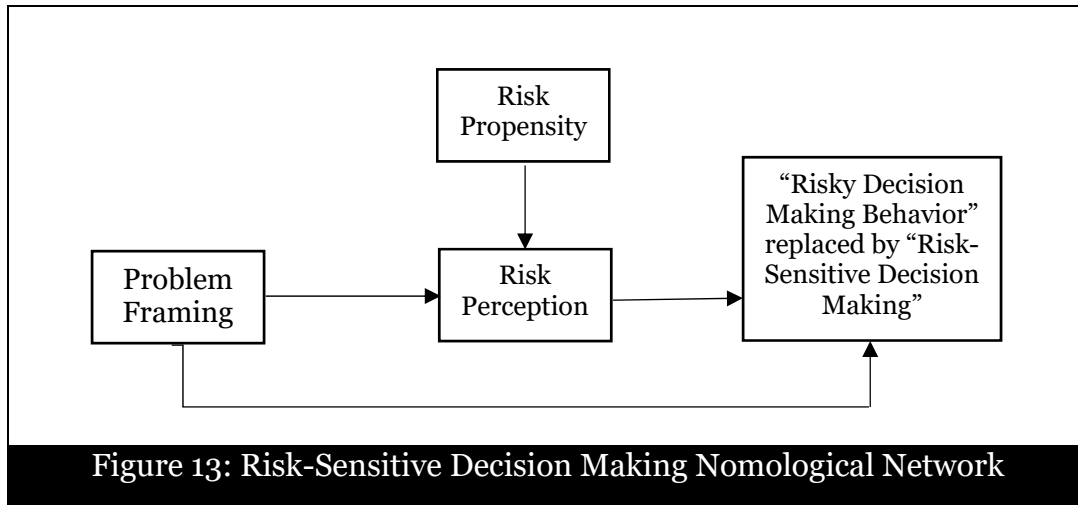 Risk
Propensity
“Risky Decision
Making Behavior”
replaced by “Risk-
Sensitive Decision
Making”
Problem
Framing
Risk
Perception
Figure 13: Risk-Sensitive Decision Making Nomological Network